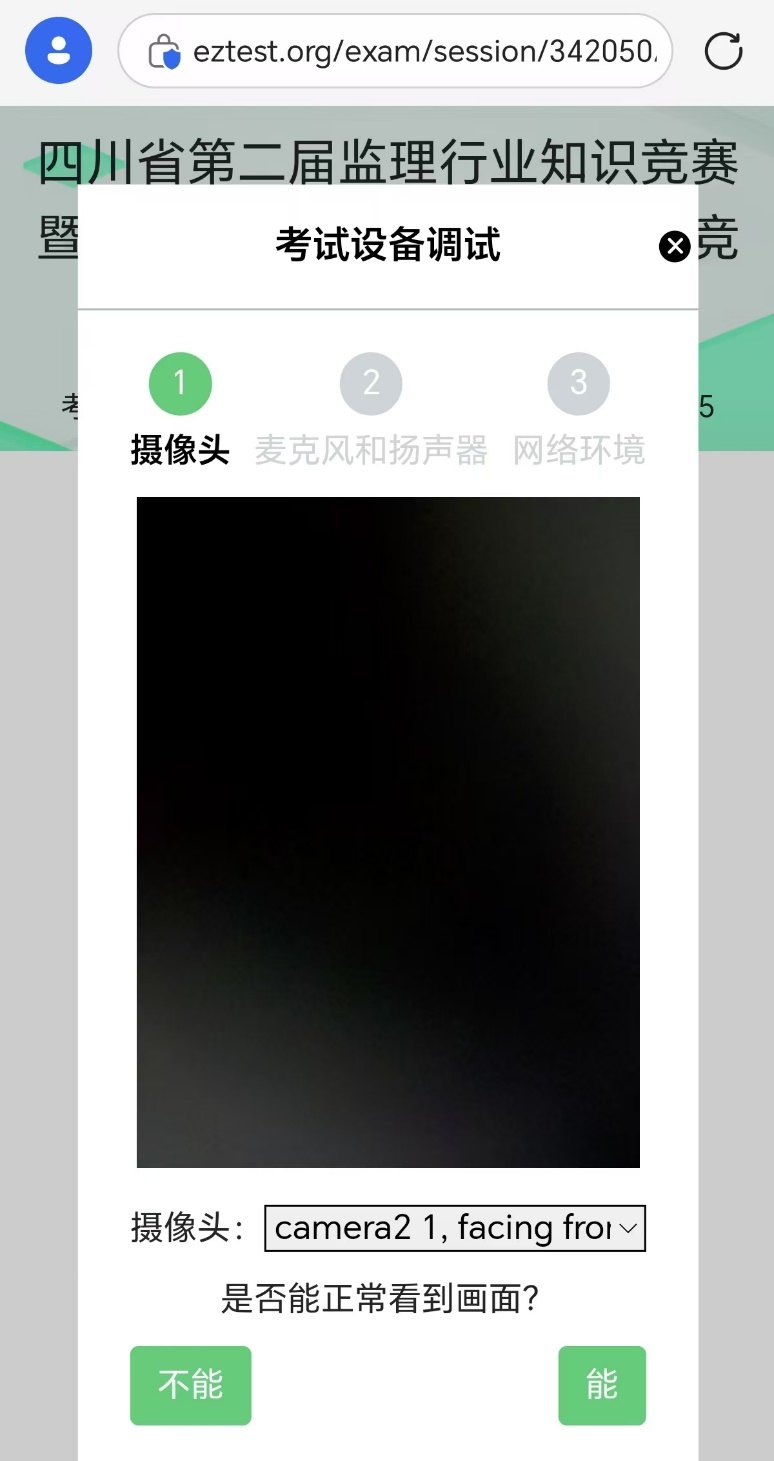 eztest.org/exam/session/342050
四川省第二届监理行业知识竞赛
暨
竞
考试设备调试
5
1
2
3
摄像头
麦克风和扬声器
网络环境
摄像头：
camera2 1, facing fro
是否能正常看到画面？
不能
能